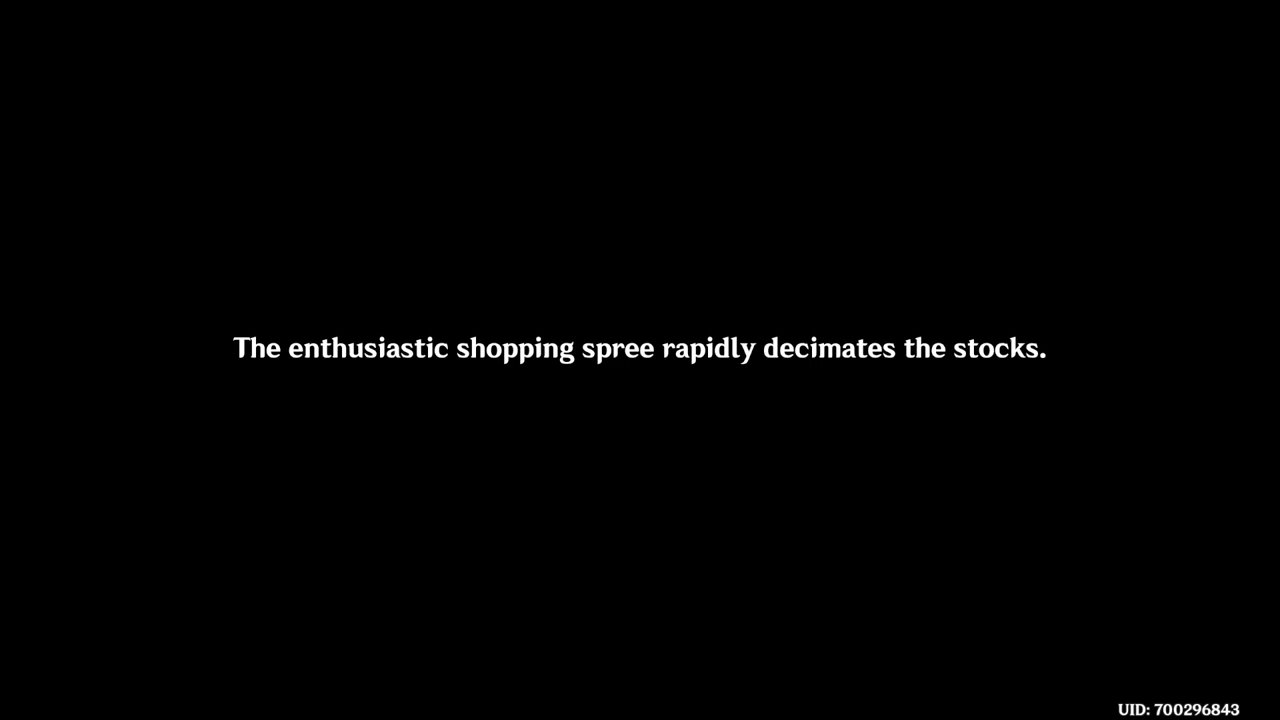 The enthusiastic shopping spree rapidly decimates the stocks.
UID: 700296843